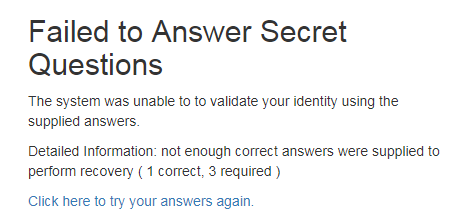 Failed to Answer Secret
Questions
The system was unable to to validate your identity using the
supplied answers.
Detailed Information: not enough correct answers were supplied to
perform recovery ( 1 correct, 3 required )
Click here to try your answers again.